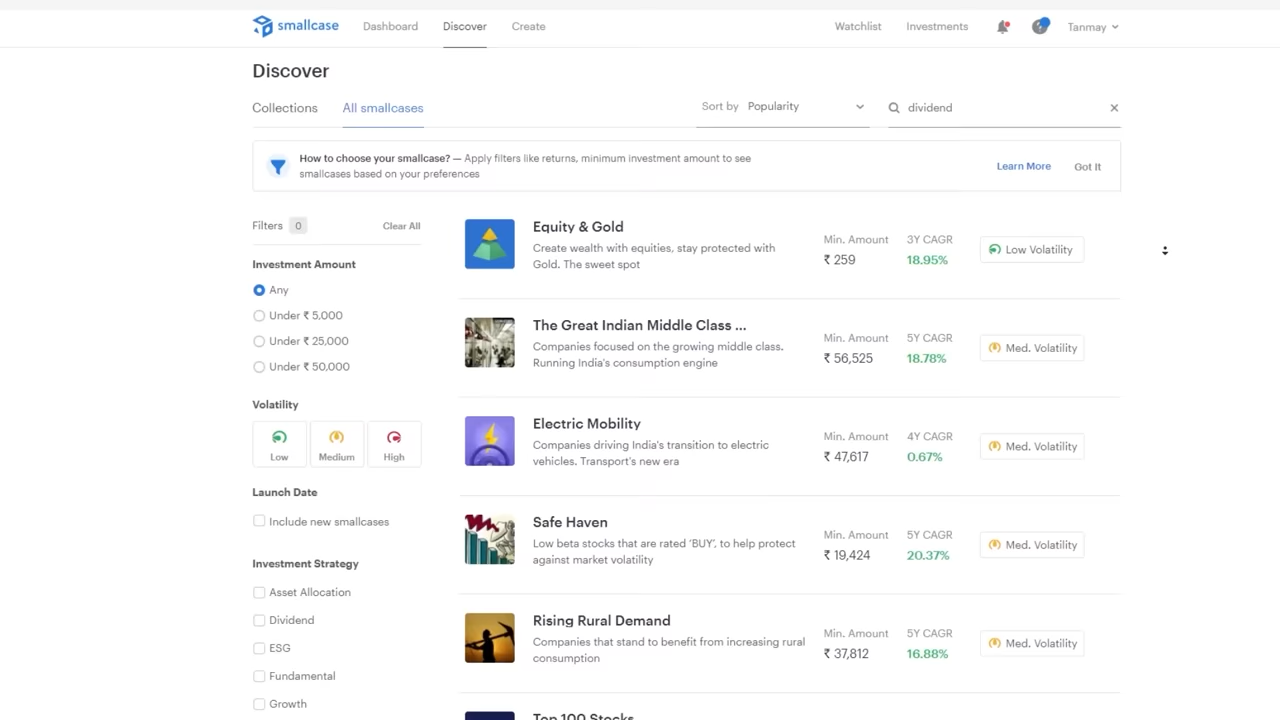 smallcase
Dashboard
Discover
Create
Watchlist
Investments
Tanmay
Discover
Collections
All smallcases
Sort by Popularity
dividend
How to choose your smallcase? — Apply filters like returns, minimum investment amount to see
smallcases based on your preferences
Learn More
Got It
Filters 0
Clear All
Investment Amount
Any
Under ₹ 5,000
Under ₹ 25,000
Under ₹ 50,000
Volatility
Low
Medium
High
Launch Date
Include new smallcases
Investment Strategy
Asset Allocation
Dividend
ESG
Fundamental
Growth
Equity & Gold
Create wealth with equities, stay protected with
Gold. The sweet spot
Min. Amount
₹ 259
3Y CAGR
18.95%
Low Volatility
The Great Indian Middle Class ...
Companies focused on the growing middle class.
Running India's consumption engine
Min. Amount
₹ 56,525
5Y CAGR
18.78%
Med. Volatility
Electric Mobility
Companies driving India's transition to electric
vehicles. Transport's new era
Min. Amount
₹ 47,617
4Y CAGR
0.67%
Med. Volatility
Safe Haven
Low beta stocks that are rated 'BUY', to help protect
against market volatility
Min. Amount
₹ 19,424
5Y CAGR
20.37%
Med. Volatility
Rising Rural Demand
Companies that stand to benefit from increasing rural
consumption
Min. Amount
₹ 37,812
5Y CAGR
16.88%
Med. Volatility
Top 100 Stocks